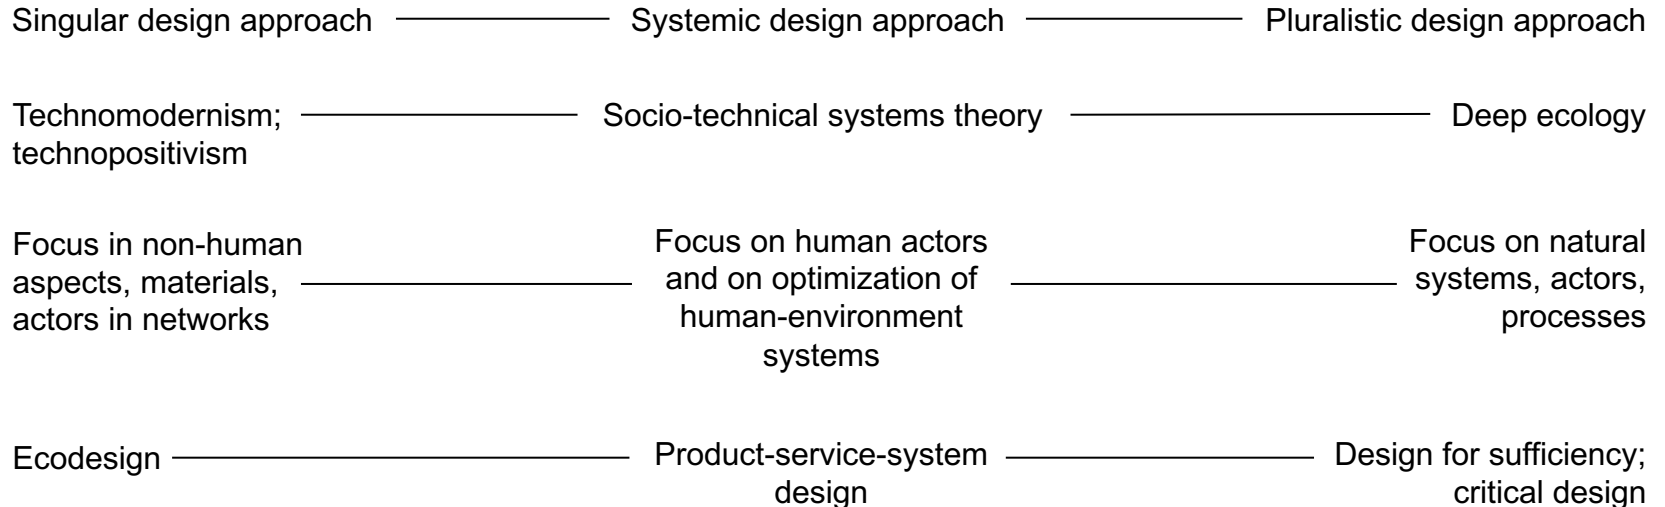 Singular design approach
Systemic design approach
Pluralistic design approach
Technomodernism;
technopositivism
Socio-technical systems theory
Deep ecology
Focus in non-human
aspects, materials,
actors in networks
Focus on human actors
and on optimization of
human-environment
systems
Focus on natural
systems, actors,
processes
Ecodesign
Product-service-system
design
Design for sufficiency;
critical design